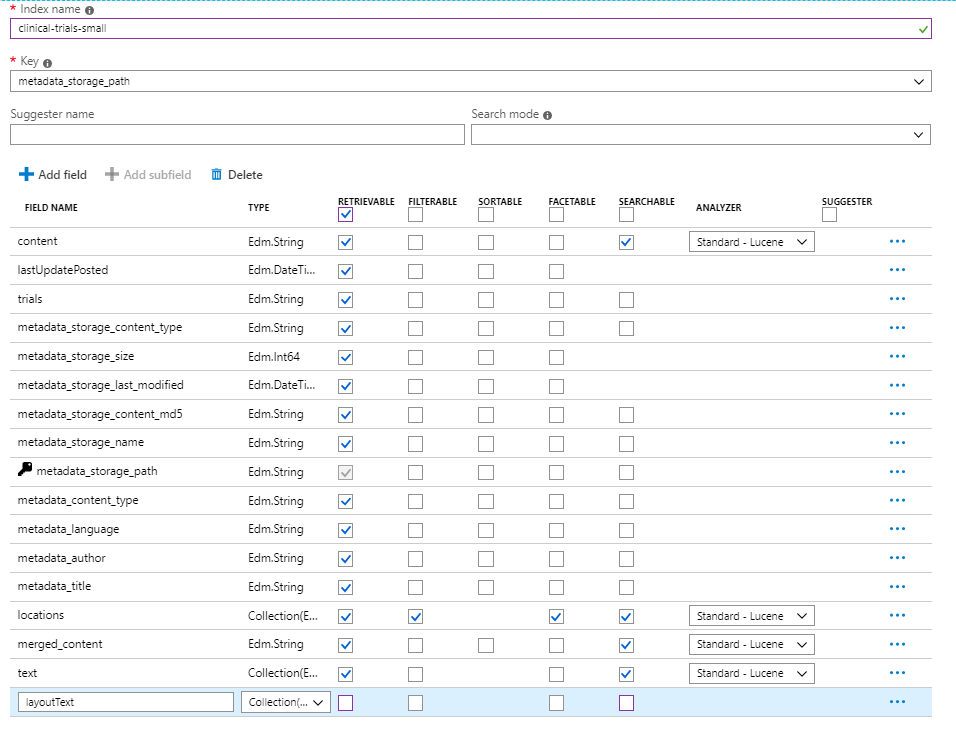 * Index name
clinical-trials-small
* Key
metadata_storage_path
Suggester name Search mode
Add field Add subfield Delete
FIELD NAME TYPE RETRIEVABLE FILTERABLE SORTABLE FACETABLE SEARCHABLE ANALYZER SUGGESTER
content Edm.String Standard - Lucene
lastUpdatePosted Edm.DateTi...
trials Edm.String
metadata_storage_content_type Edm.String
metadata_storage_size Edm.Int64
metadata_storage_last_modified Edm.DateTi...
metadata_storage_content_md5 Edm.String
metadata_storage_name Edm.String
metadata_storage_path Edm.String
metadata_content_type Edm.String
metadata_language Edm.String
metadata_author Edm.String
metadata_title Edm.String
locations Collection(E... Standard - Lucene
merged_content Edm.String Standard - Lucene
text Collection(E... Standard - Lucene
layoutText Collection(...